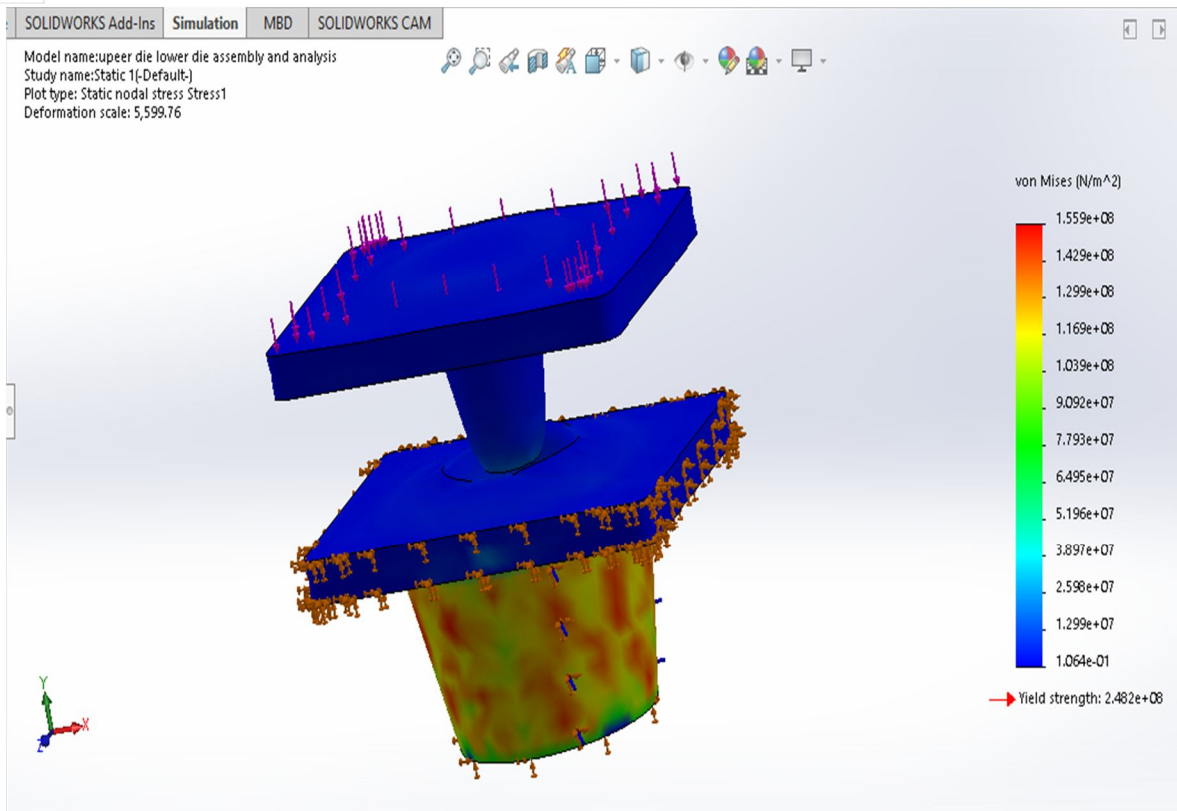 SOLIDWORKS Add-Ins Simulation MBD SOLIDWORKS CAM
Model name:upeer die lower die assembly and analysis
Study name:Static 1(-Default-)
Plot type: Static nodal stress Stress1
Deformation scale: 5,599.76
von Mises (N/m^2)
1.559e+08
1.429e+08
1.299e+08
1.169e+08
1.039e+08
9.092e+07
7.793e+07
6.495e+07
5.196e+07
3.897e+07
2.598e+07
1.299e+07
1.064e-01
Yield strength: 2.482e+08
Y
X
Z